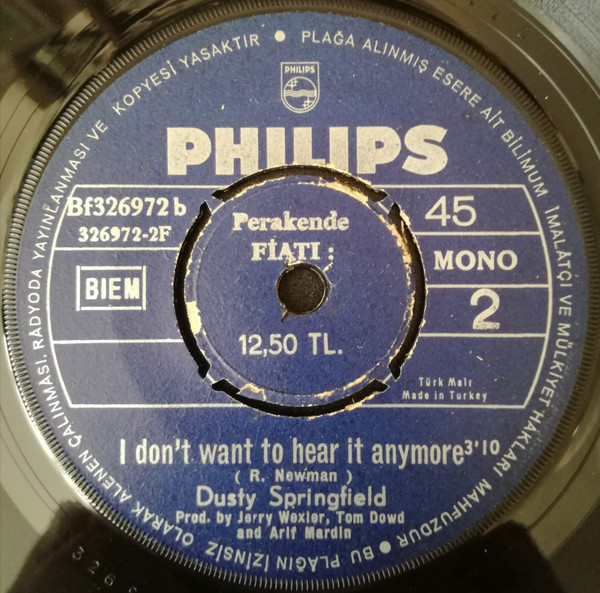 PLAĞA ALINMIŞ ESERE AİT BİLİMUM İMALATÇI VE MÜLKİYET HAKLARI MAHFUZDUR ● BU PLAĞIN İZİNSİZ OLARAK ALENEN ÇALINMASI, RADYODA YAYINLANMASI VE KOPYESİ YASAKTIR ●
PHILIPS
PHILIPS
Bf326972 b
326972-2F
BIEM
Perakende
FİATI :
12,50 TL.
45
MONO
2
Türk Malı
Made in Turkey
I don't want to hear it anymore 3'10
( R. Newman )
Dusty Springfield
Prod. by Jerry Wexler, Tom Dowd
and Arif Mardin